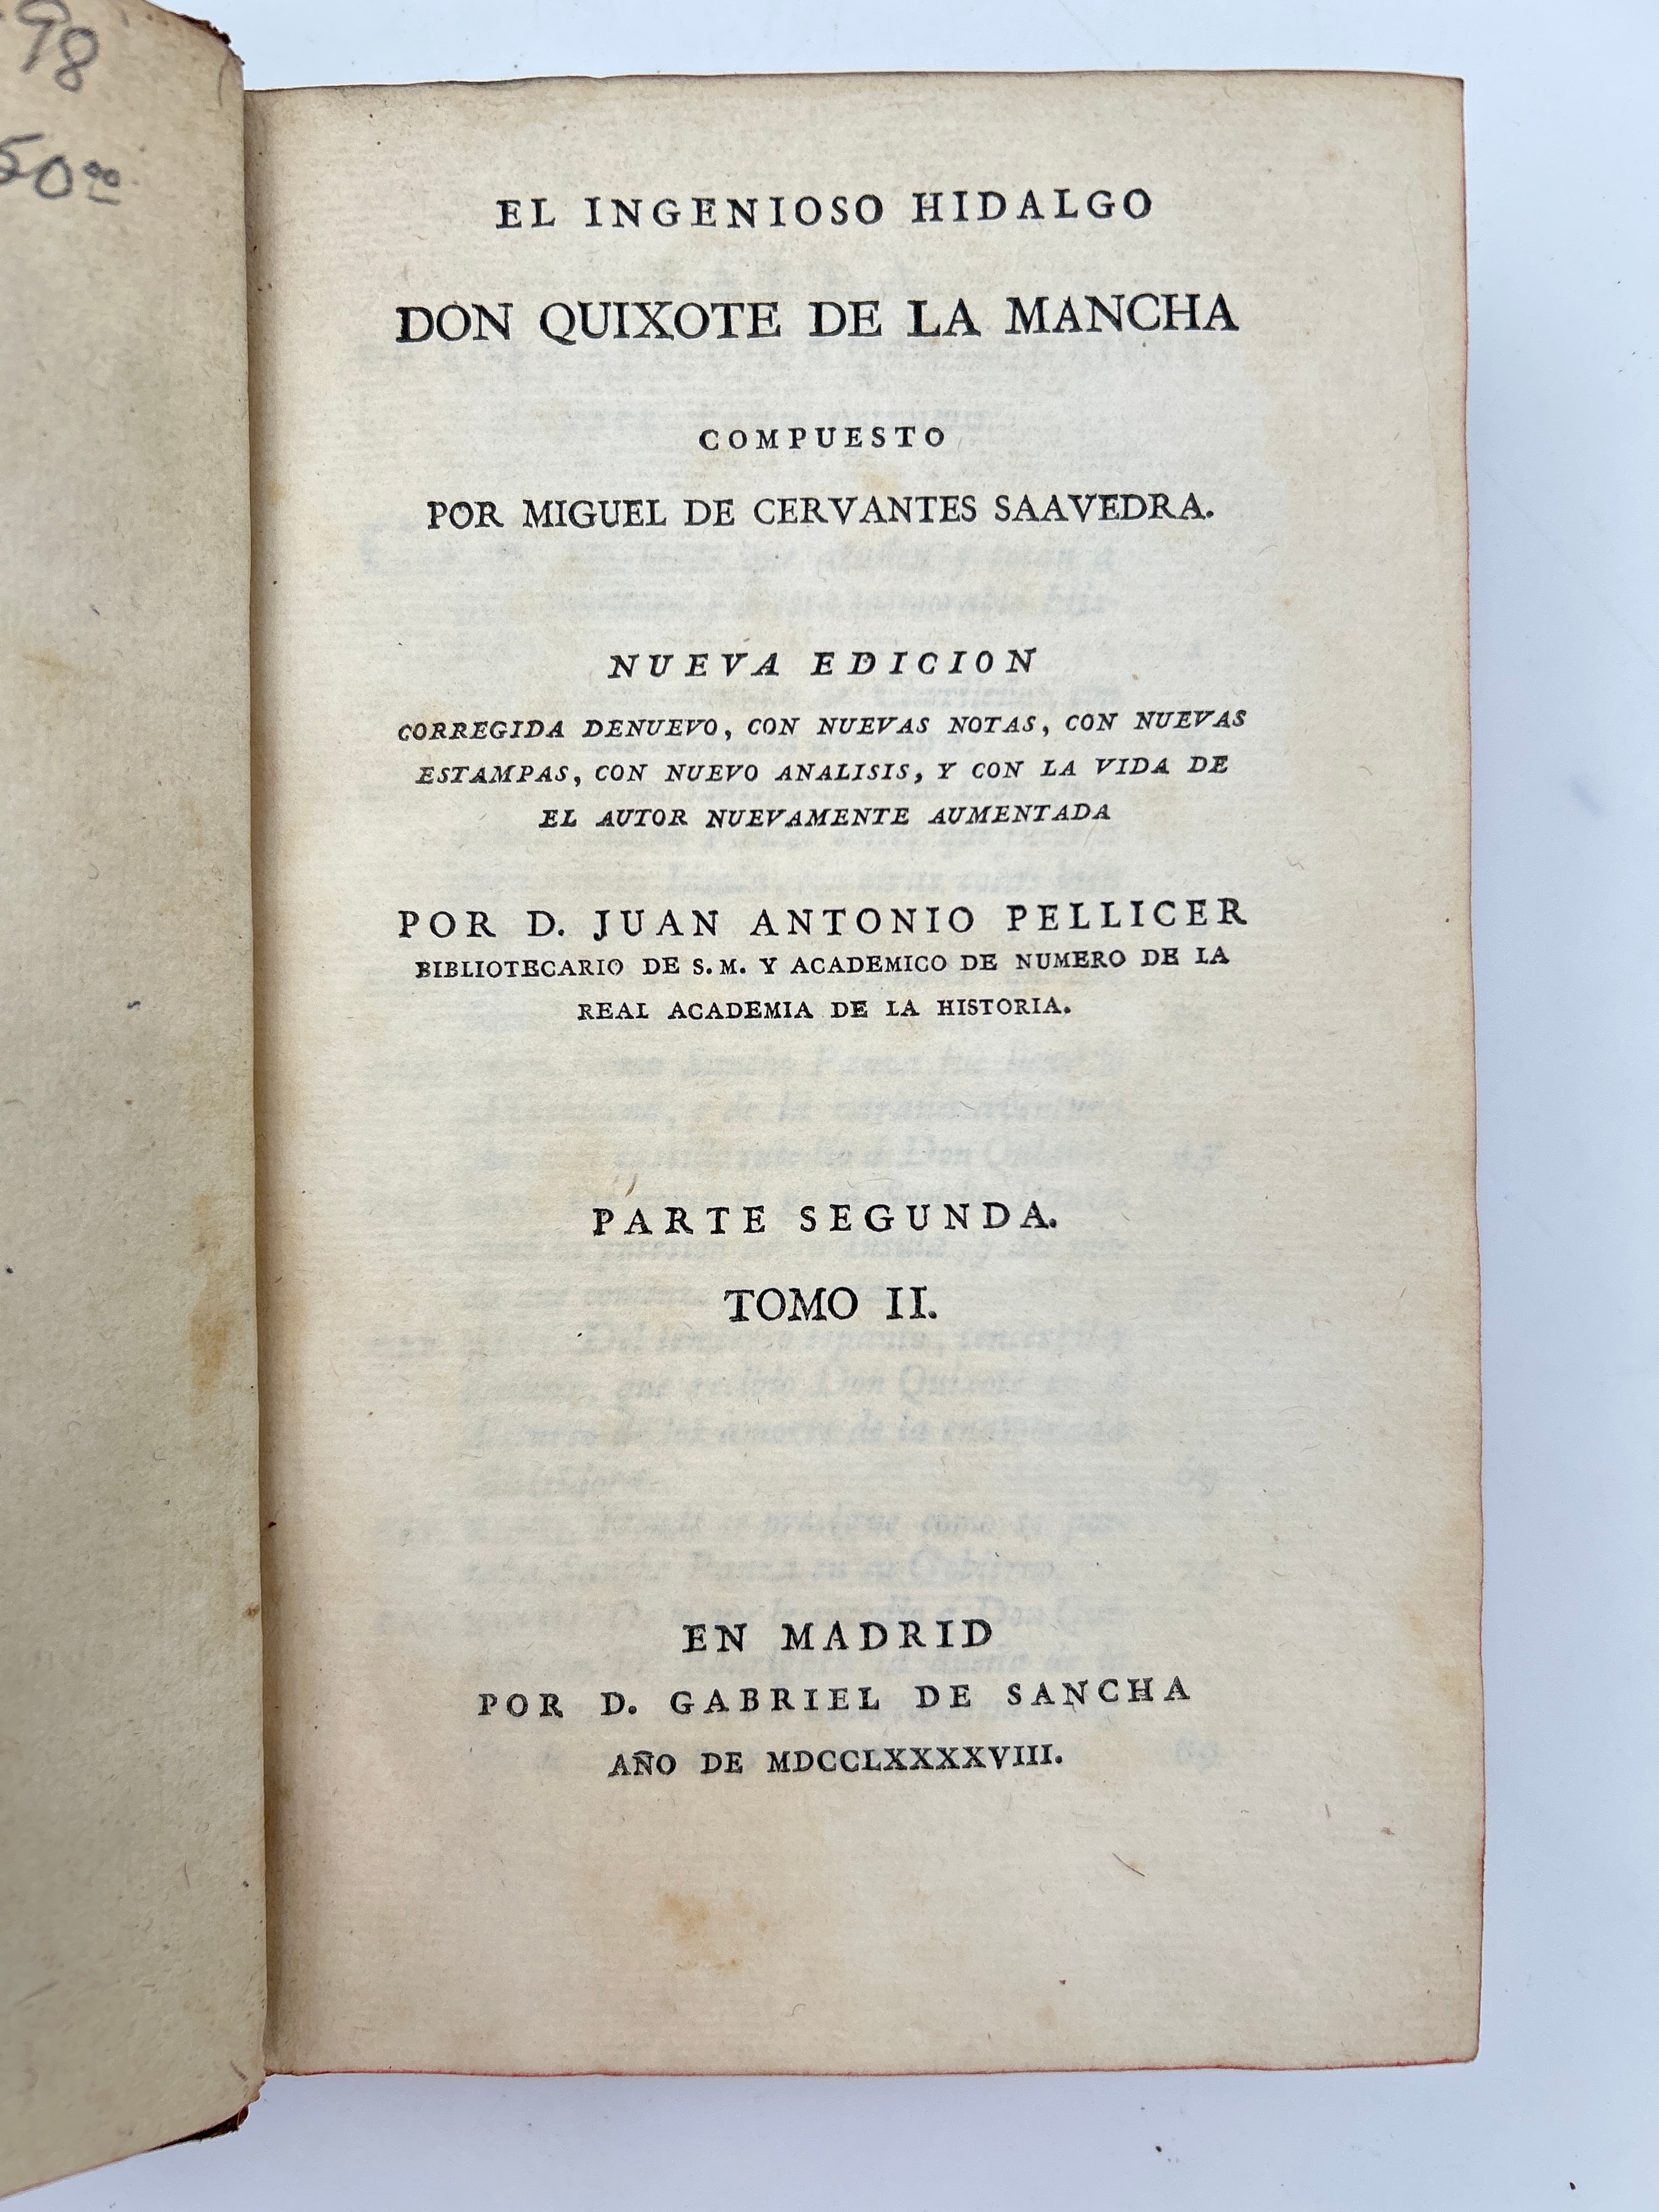 98
50⁰⁰
EL INGENIOSO HIDALGO
DON QUIXOTE DE LA MANCHA
COMPUESTO
POR MIGUEL DE CERVANTES SAAVEDRA.
NUEVA EDICION
CORREGIDA DENUEVO, CON NUEVAS NOTAS, CON NUEVAS
ESTAMPAS, CON NUEVO ANALISIS, Y CON LA VIDA DE
EL AUTOR NUEVAMENTE AUMENTADA
POR D. JUAN ANTONIO PELLICER
BIBLIOTECARIO DE S. M. Y ACADEMICO DE NUMERO DE LA
REAL ACADEMIA DE LA HISTORIA.
PARTE SEGUNDA.
TOMO II.
EN MADRID
POR D. GABRIEL DE SANCHA
AÑO DE MDCCLXXXXVIII.